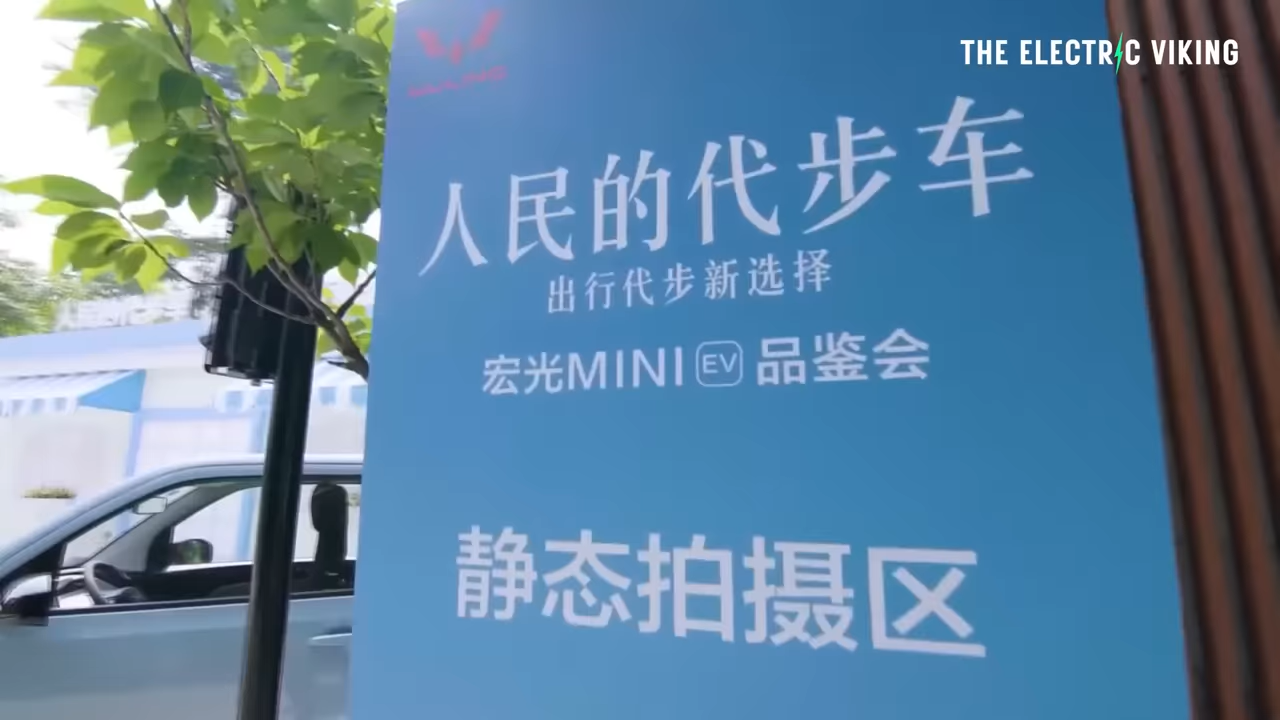 THE ELECTRIC VIKING
WULING
人民的代步车
出行代步新选择
宏光MINI EV 品鉴会
静态拍摄区